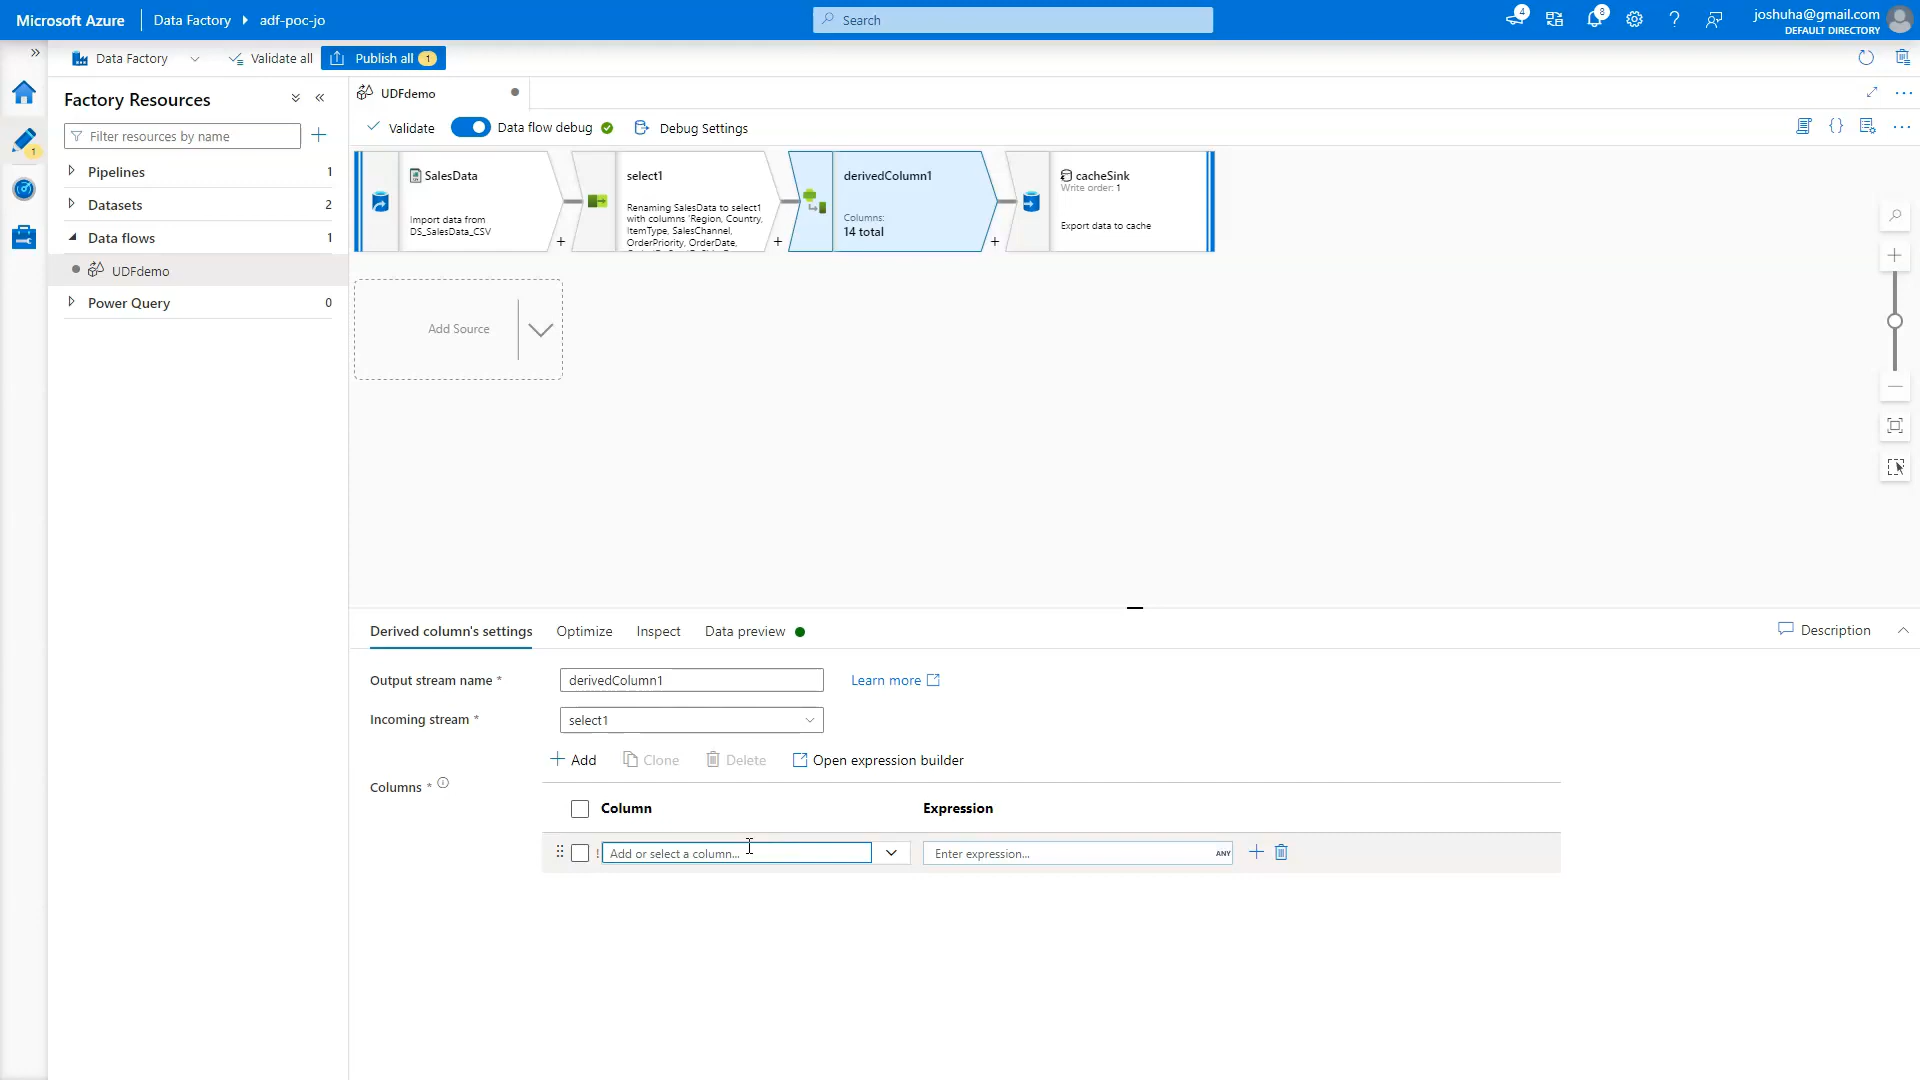 Microsoft Azure
Data Factory
adf-poc-jo
Search
4
8
joshuha@gmail.com
DEFAULT DIRECTORY
Data Factory
Validate all
Publish all 1
Factory Resources
Filter resources by name
1
Pipelines 1
Datasets 2
Data flows 1
UDFdemo
Power Query 0
UDFdemo
Validate
Data flow debug
Debug Settings
SalesData
Import data from
DS_SalesData_CSV
+
select1
Renaming SalesData to select1
with columns 'Region, Country,
ItemType, SalesChannel,
OrderPriority, OrderDate,
+
derivedColumn1
Columns:
14 total
+
cacheSink
Write order: 1
Export data to cache
Add Source
Derived column's settings
Optimize
Inspect
Data preview
Description
Output stream name *
derivedColumn1
Learn more
Incoming stream *
select1
Add
Clone
Delete
Open expression builder
Columns *
Column
Expression
! Add or select a column...
Enter expression...
ANY